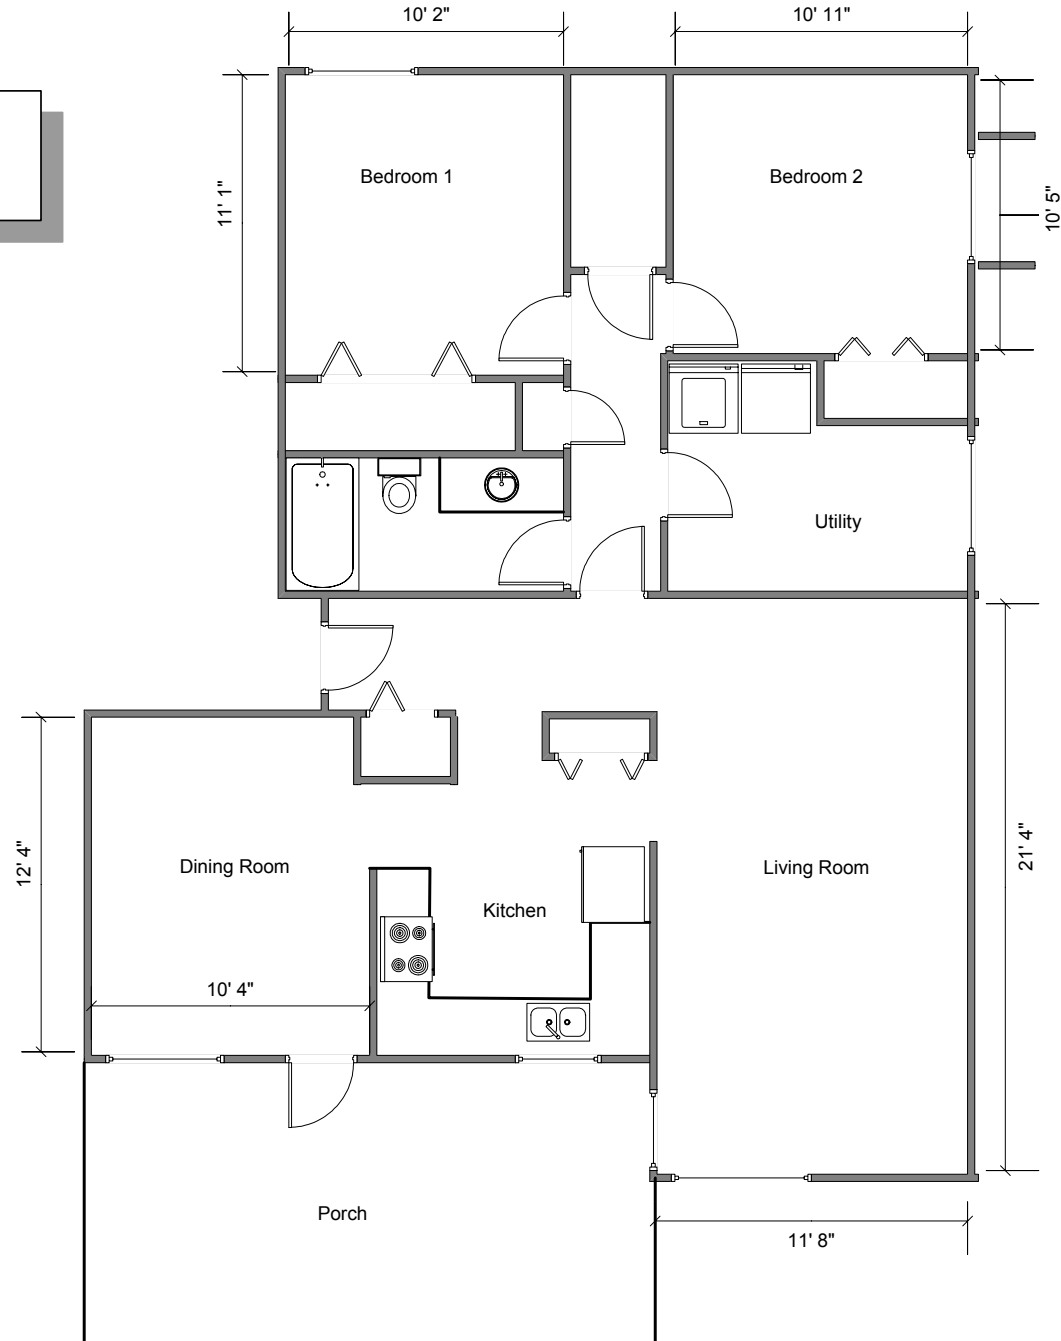 10' 2"
10' 11"
Bedroom 1
Bedroom 2
11' 1"
10' 5"
Utility
12' 4"
Dining Room
Kitchen
Living Room
21' 4"
10' 4"
Porch
11' 8"